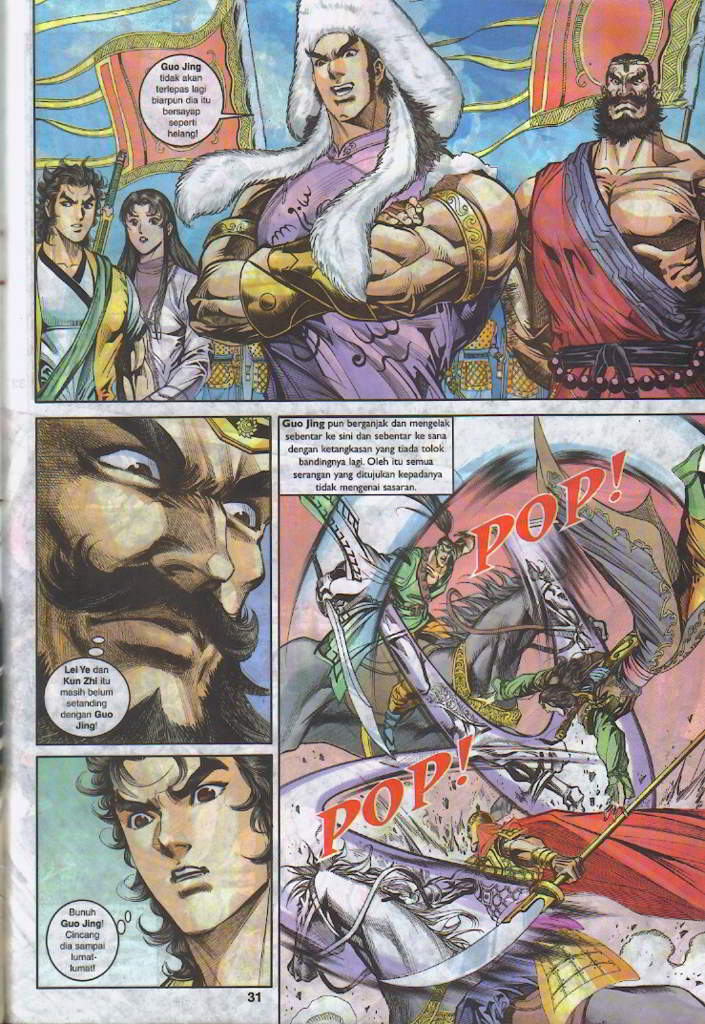 Guo Jing
tidak akan
terlepas lagi
biarpun dia itu
bersayap
seperti
helang!
Guo Jing pun berganjak dan mengelak
sebentar ke sini dan sebentar ke sana
dengan ketangkasan yang tiada tolok
bandingnya lagi. Oleh itu semua
serangan yang ditujukan kepadanya
tidak mengenai sasaran.
POP!
Lei Ye dan
Kun Zhi itu
masih belum
setanding
dengan Guo
Jing!
POP!
Bunuh
Guo Jing!
Cincang
dia sampai
lumat-
lumat!
31